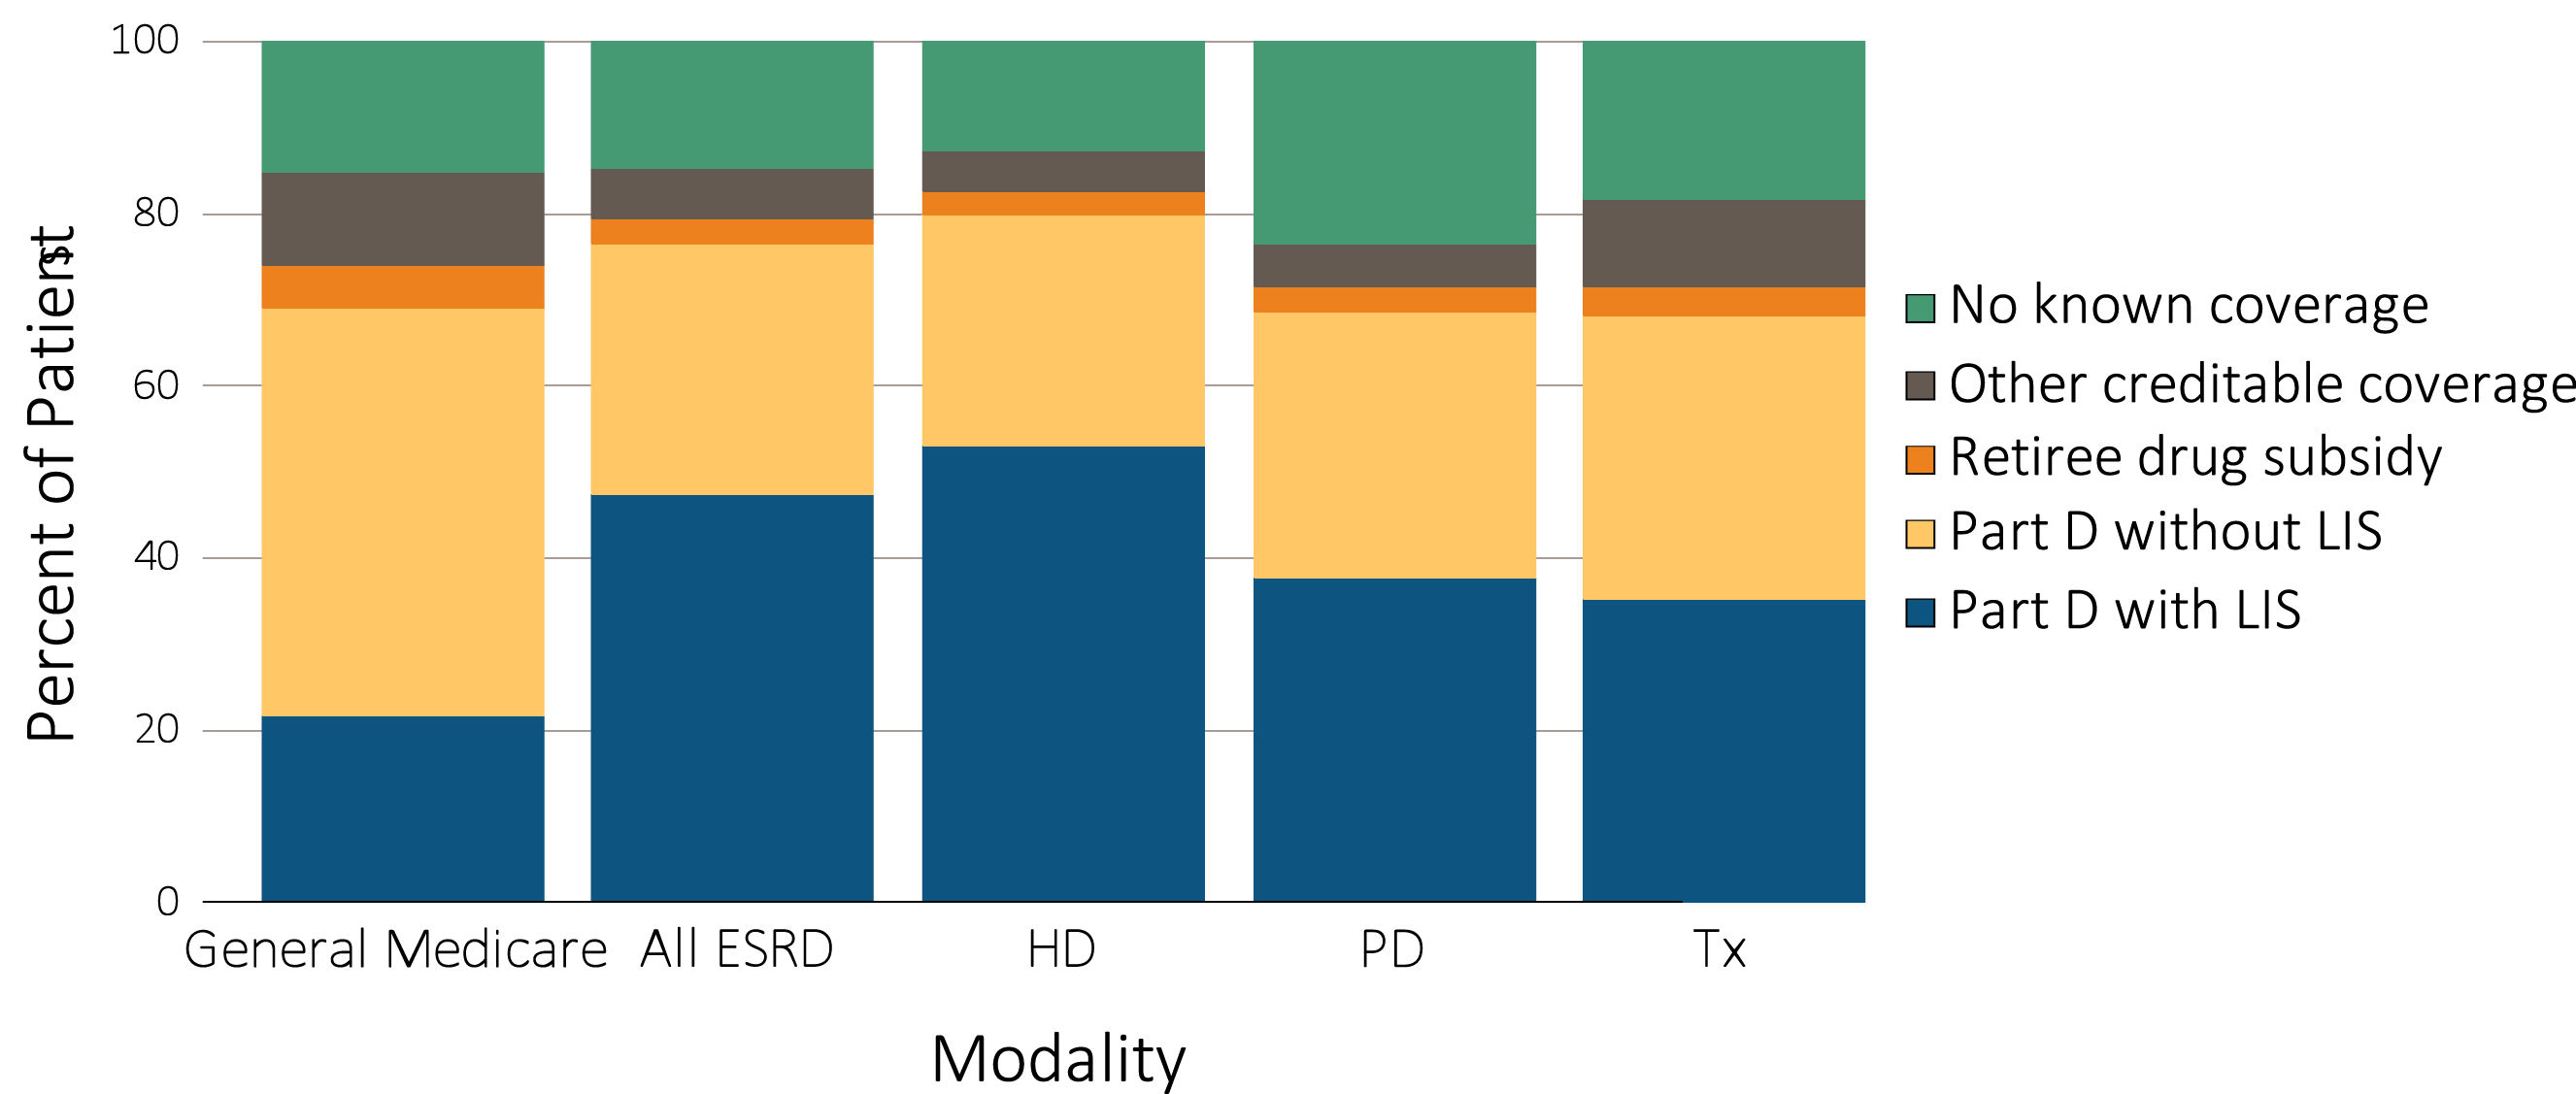 100
80
60
40
20
0
Percent of Patients
General Medicare
All ESRD
HD
PD
Tx
Modality
No known coverage
Other creditable coverage
Retiree drug subsidy
Part D without LIS
Part D with LIS